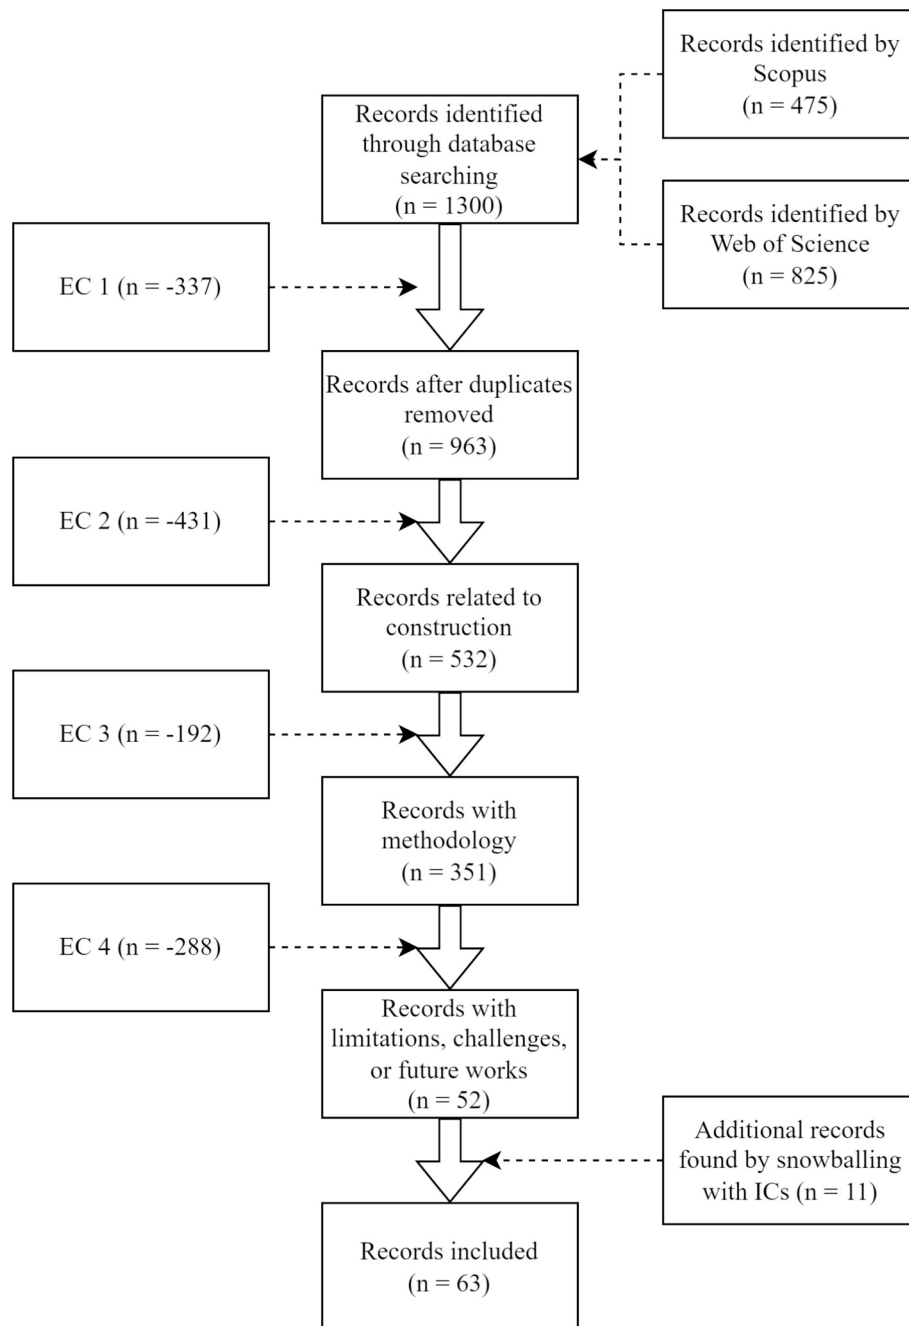 Records identified by
Scopus
(n = 475)
Records identified
through database
searching
(n = 1300)
Records identified by
Web of Science
(n = 825)
EC 1 (n = -337)
Records after duplicates
removed
(n = 963)
EC 2 (n = -431)
Records related to
construction
(n = 532)
EC 3 (n = -192)
Records with
methodology
(n = 351)
EC 4 (n = -288)
Records with
limitations, challenges,
or future works
(n = 52)
Additional records
found by snowballing
with ICs (n = 11)
Records included
(n = 63)